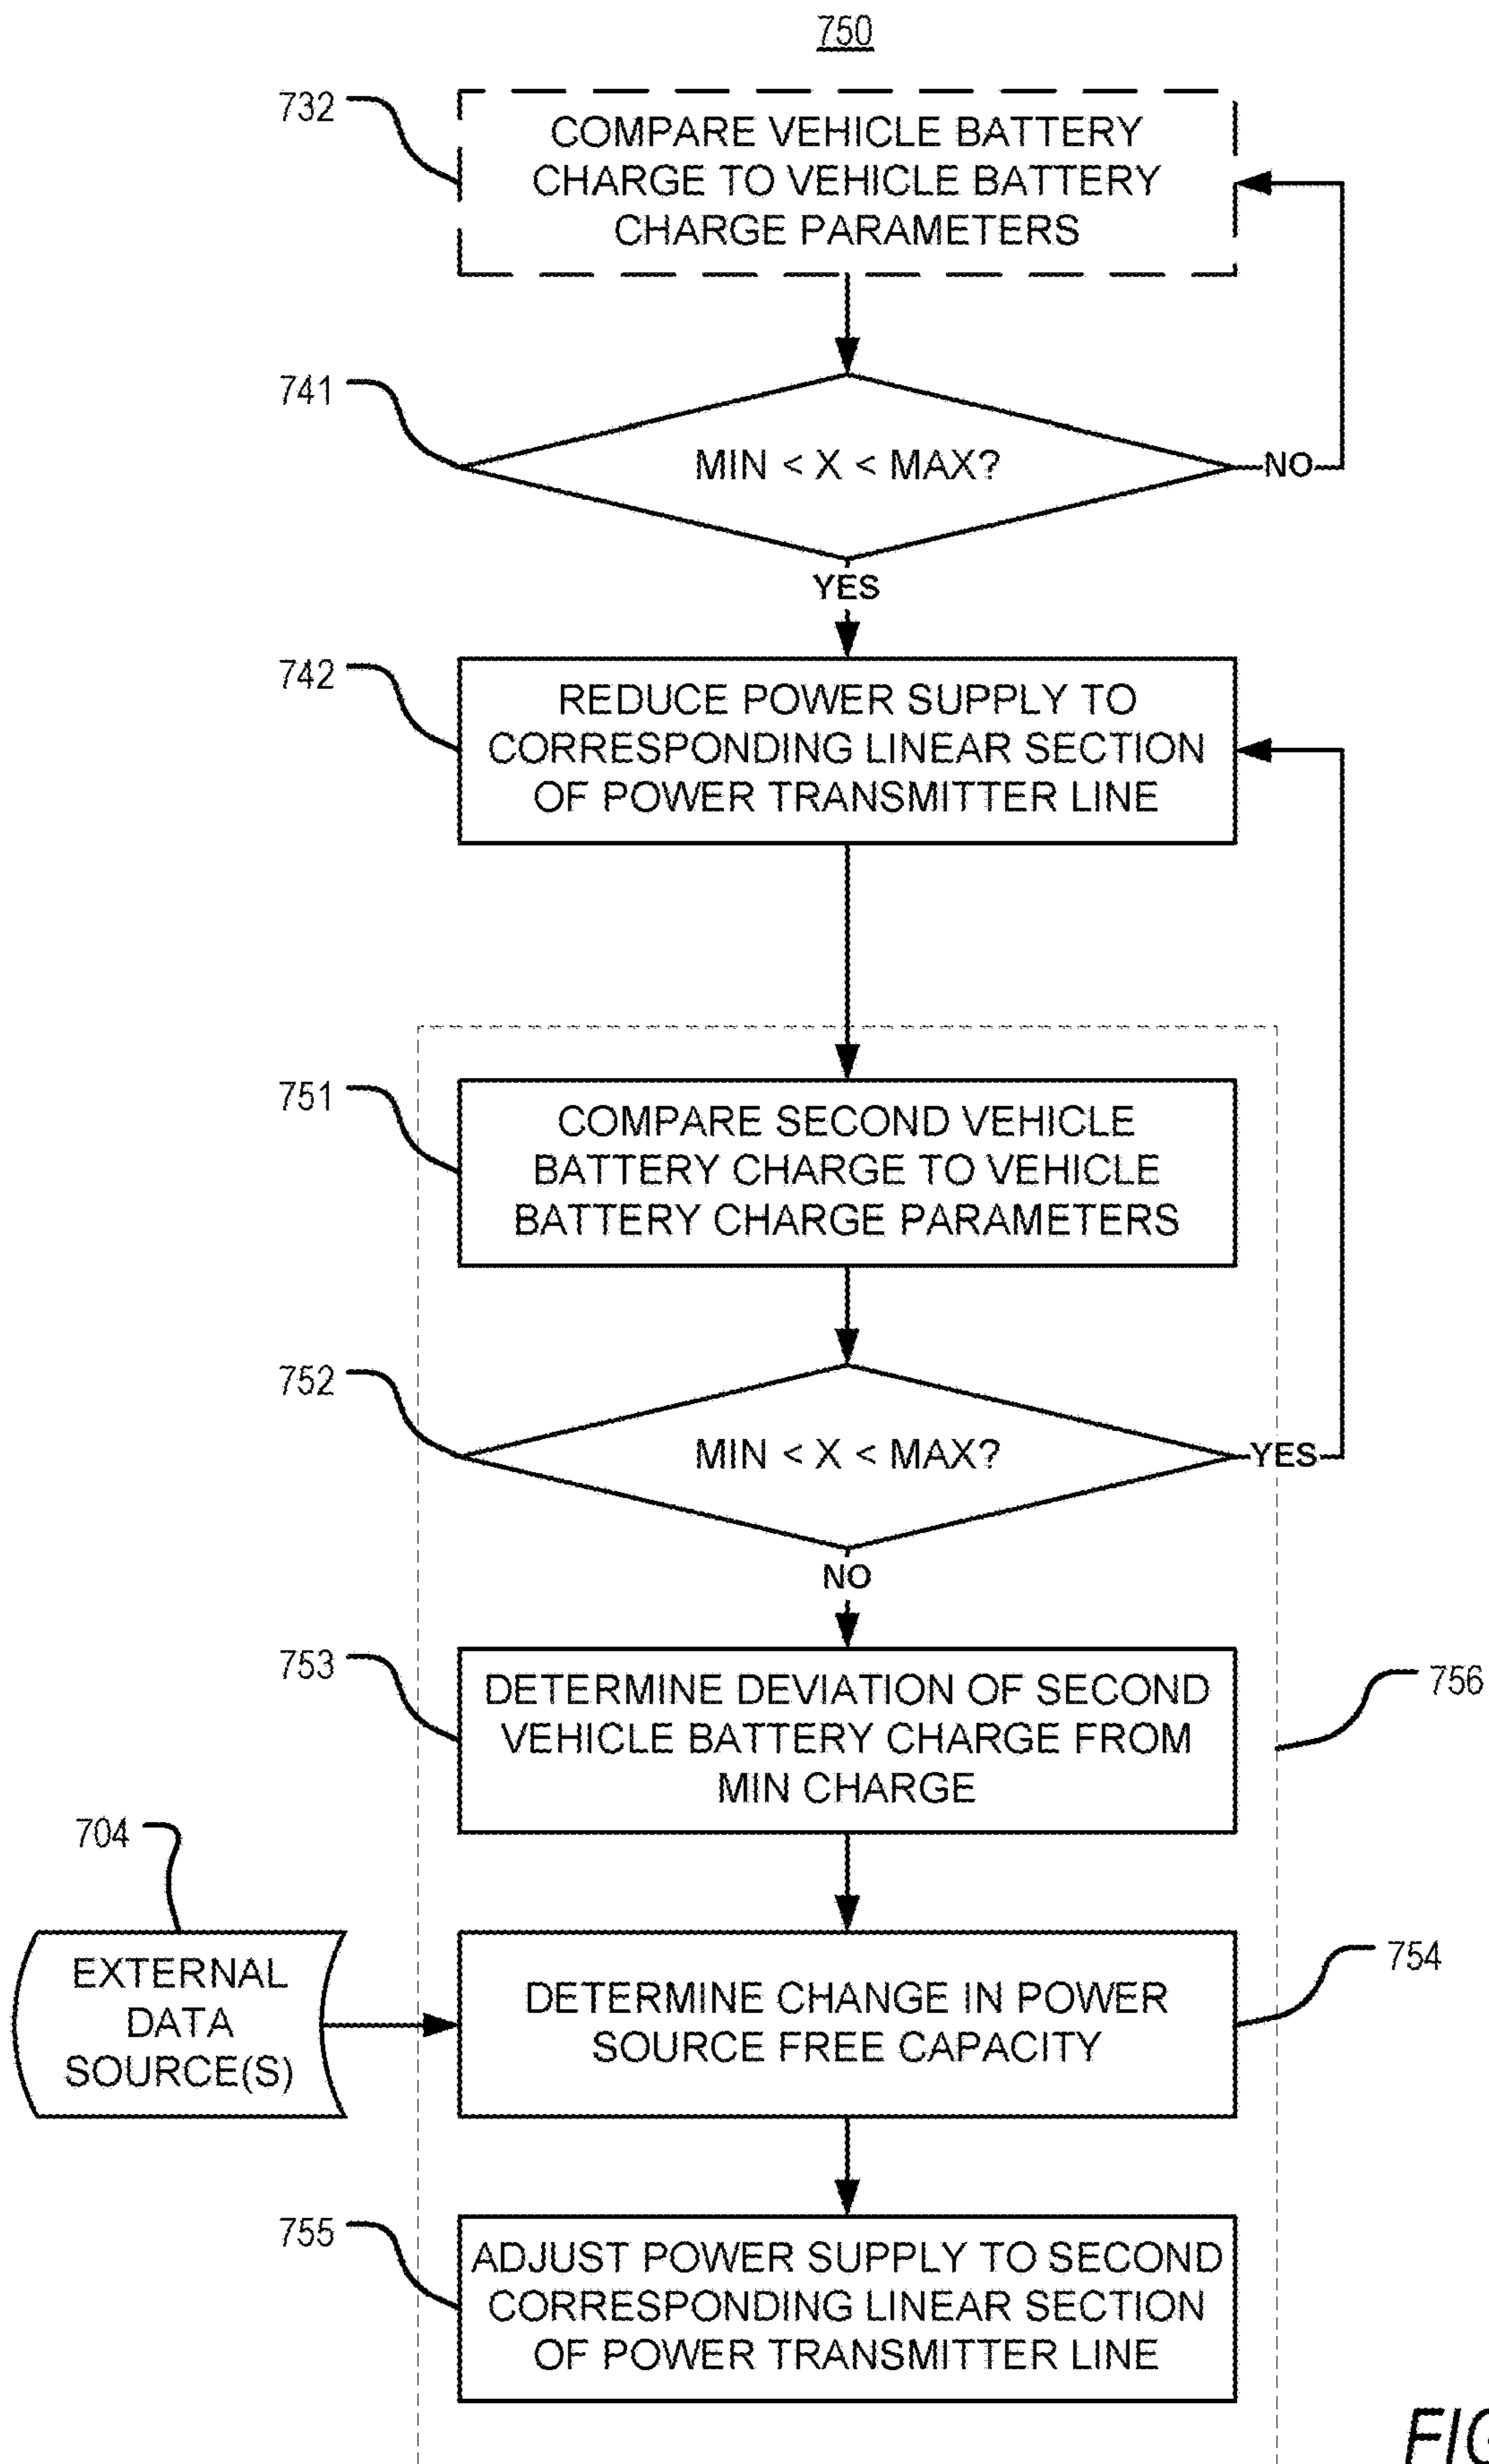 750
732
COMPARE VEHICLE BATTERY
CHARGE TO VEHICLE BATTERY
CHARGE PARAMETERS
741
MIN < X < MAX?
NO
YES
742
REDUCE POWER SUPPLY TO
CORRESPONDING LINEAR SECTION
OF POWER TRANSMITTER LINE
751
COMPARE SECOND VEHICLE
BATTERY CHARGE TO VEHICLE
BATTERY CHARGE PARAMETERS
752
MIN < X < MAX?
YES
NO
753
DETERMINE DEVIATION OF SECOND
VEHICLE BATTERY CHARGE FROM
MIN CHARGE
756
704
EXTERNAL
DATA
SOURCE(S)
DETERMINE CHANGE IN POWER
SOURCE FREE CAPACITY
754
755
ADJUST POWER SUPPLY TO SECOND
CORRESPONDING LINEAR SECTION
OF POWER TRANSMITTER LINE